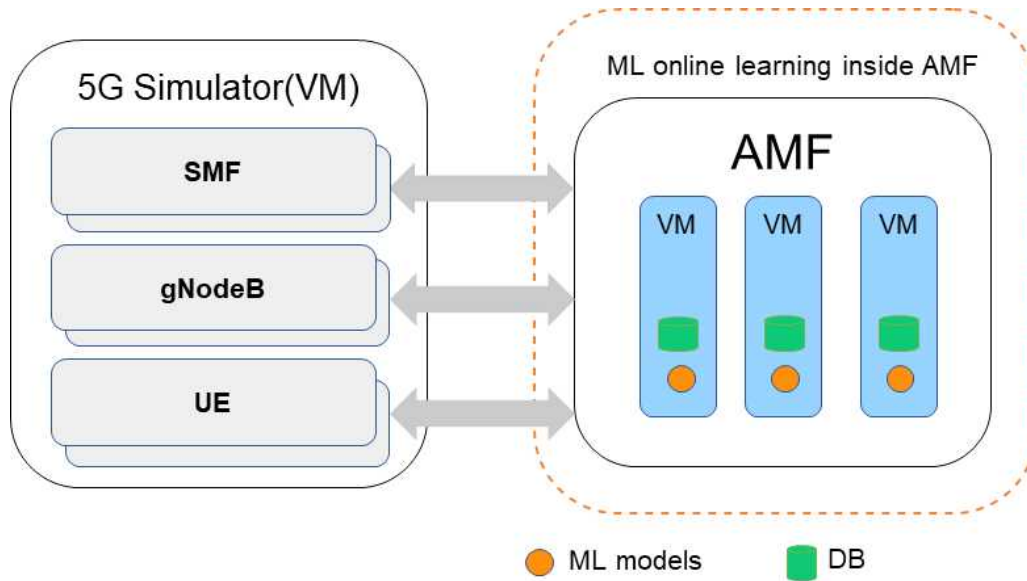 5G Simulator(VM)
SMF
gNodeB
UE
ML online learning inside AMF
AMF
VM
VM
VM
ML models
DB